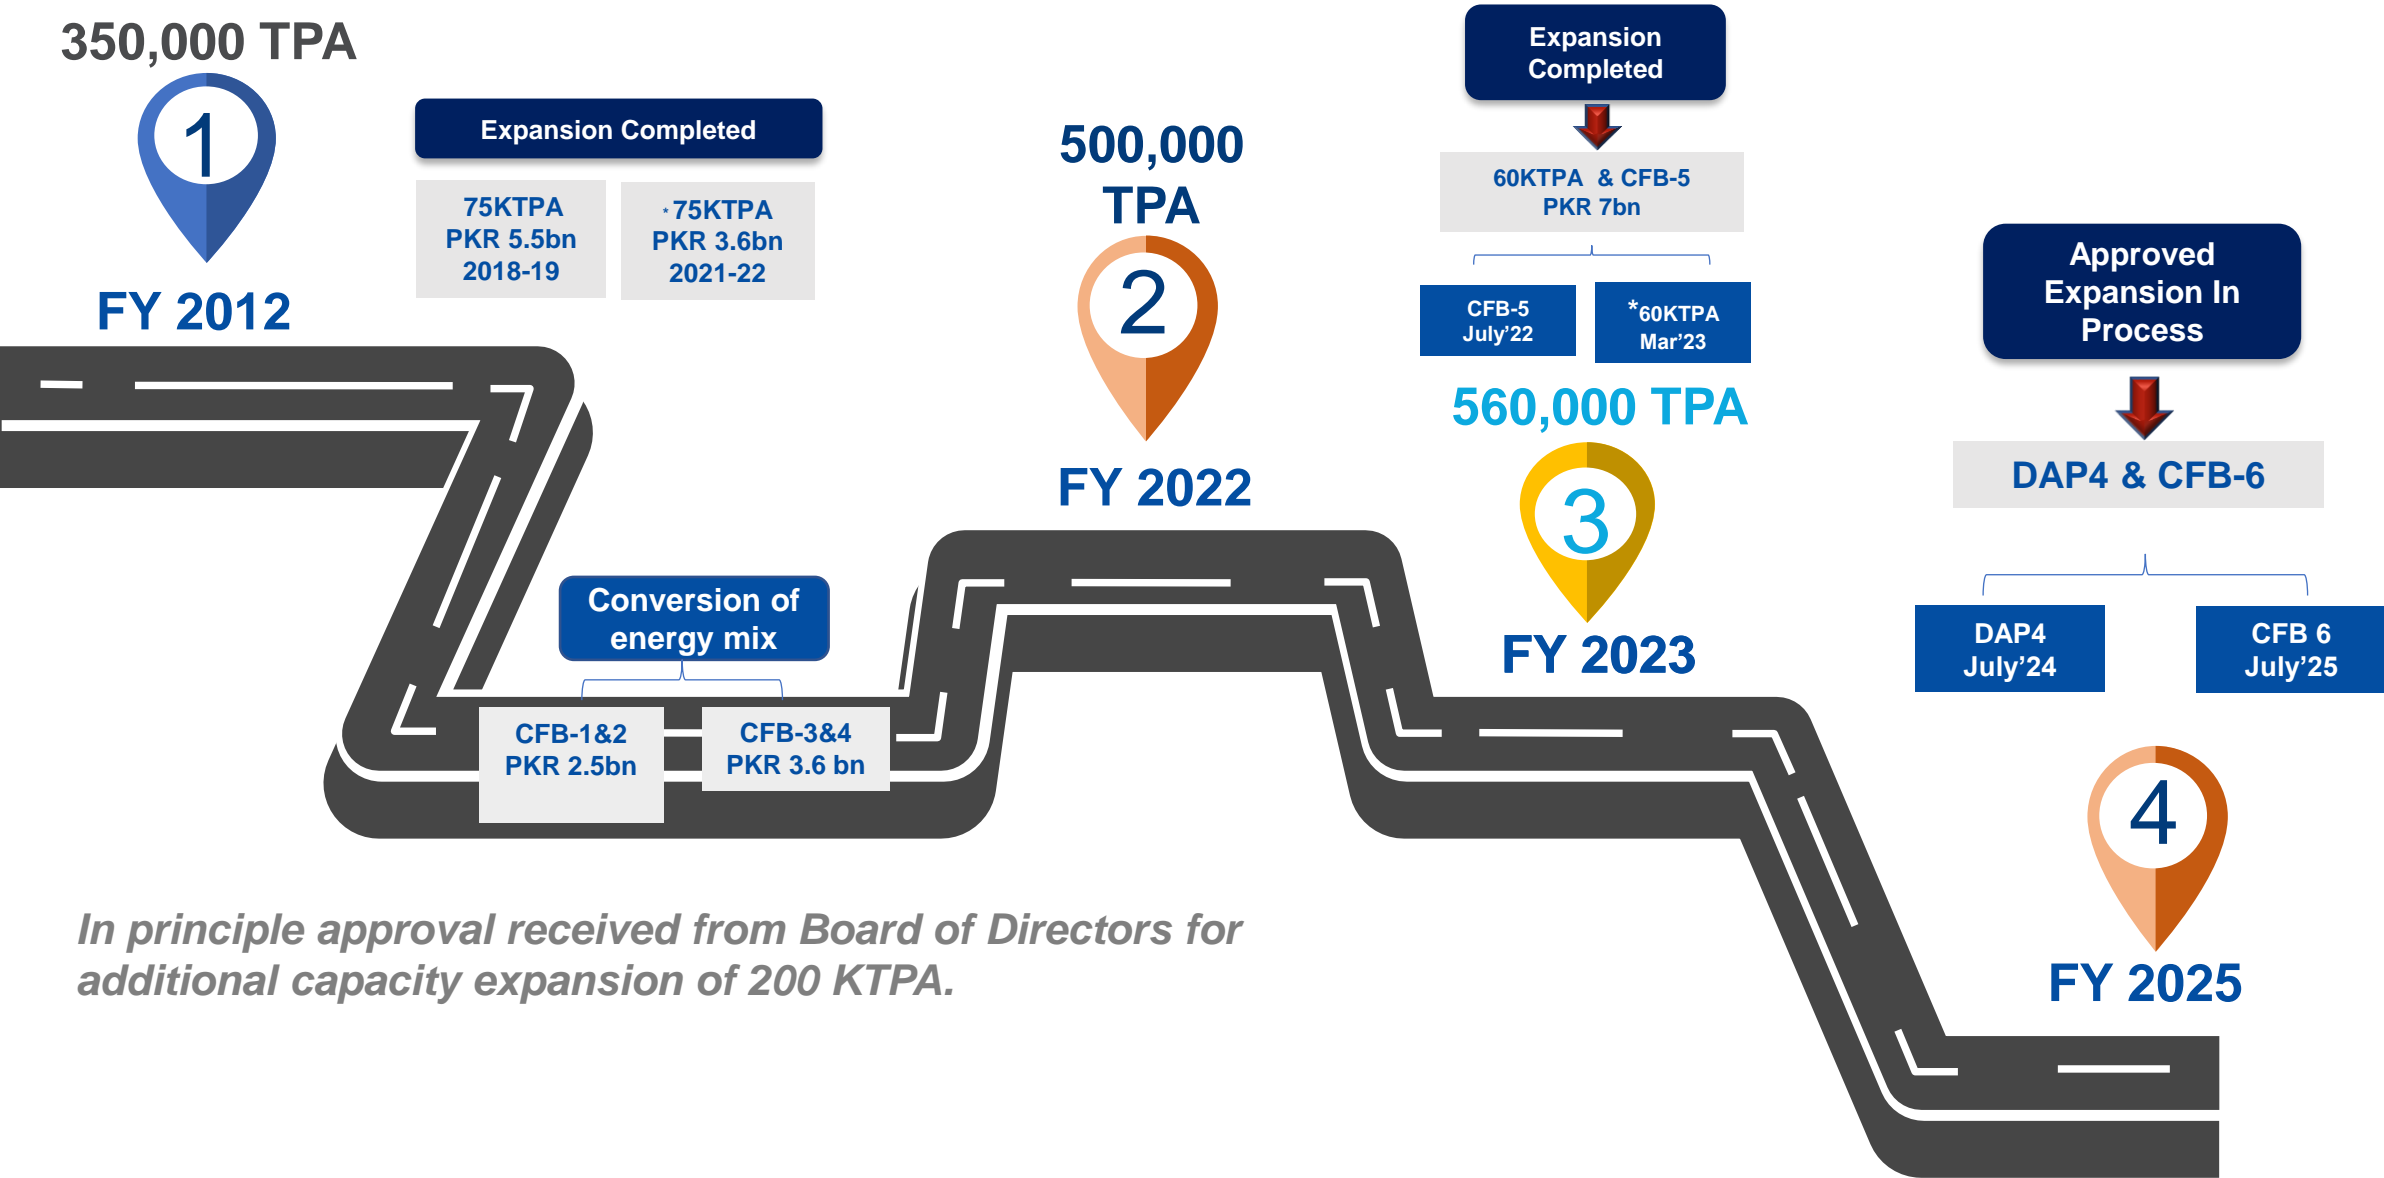 350,000 TPA
1
FY 2012
Expansion Completed
75KTPA
PKR 5.5bn
2018-19
*75KTPA
PKR 3.6bn
2021-22
Conversion of
energy mix
CFB-1&2
PKR 2.5bn
CFB-3&4
PKR 3.6 bn
500,000
TPA
2
FY 2022
Expansion
Completed
60KTPA & CFB-5
PKR 7bn
CFB-5
July’22
*60KTPA
Mar’23
560,000 TPA
3
FY 2023
Approved
Expansion In
Process
DAP4 & CFB-6
DAP4
July’24
CFB 6
July’25
4
FY 2025
In principle approval received from Board of Directors for
additional capacity expansion of 200 KTPA.